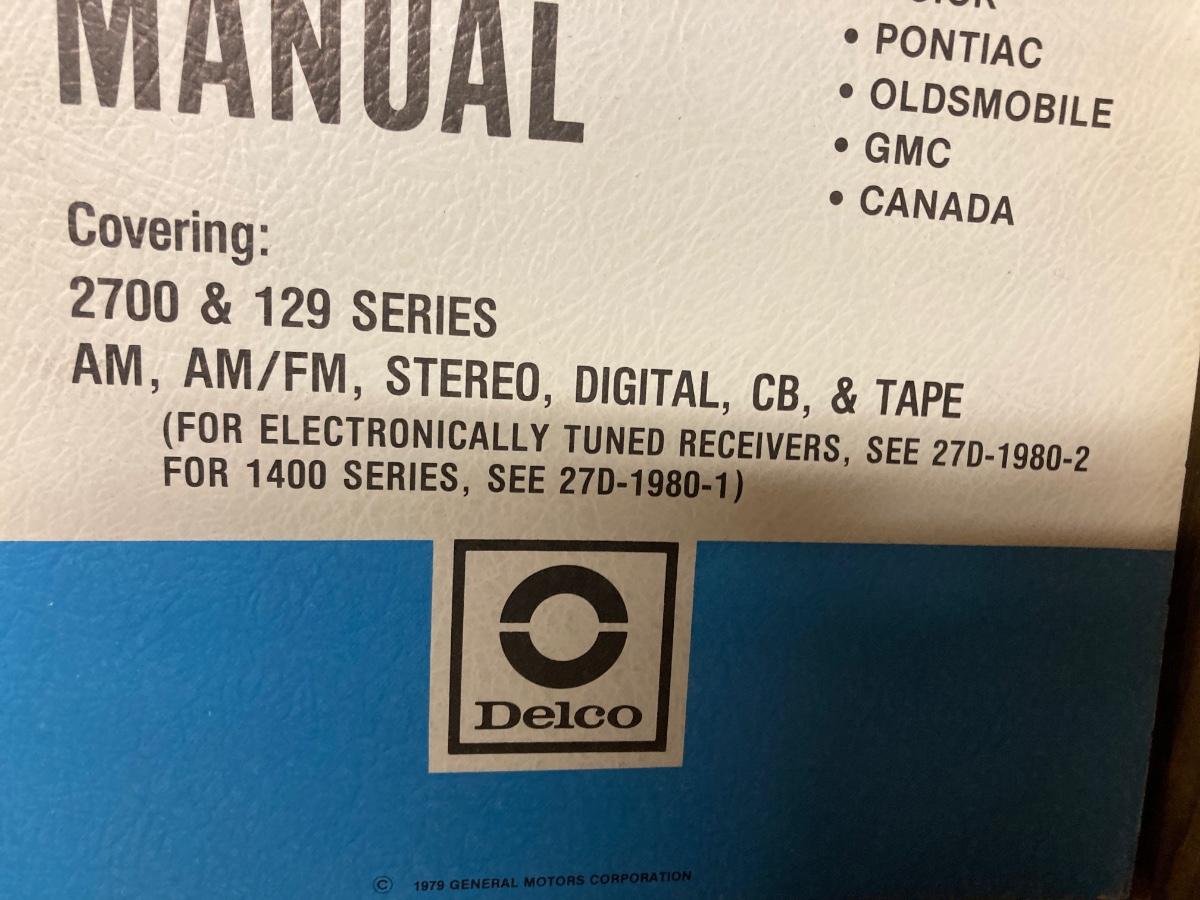 MANUAL
• PONTIAC
• OLDSMOBILE
• GMC
• CANADA
Covering:
2700 & 129 SERIES
AM, AM/FM, STEREO, DIGITAL, CB, & TAPE
(FOR ELECTRONICALLY TUNED RECEIVERS, SEE 27D-1980-2
FOR 1400 SERIES, SEE 27D-1980-1)
Delco
© 1979 GENERAL MOTORS CORPORATION